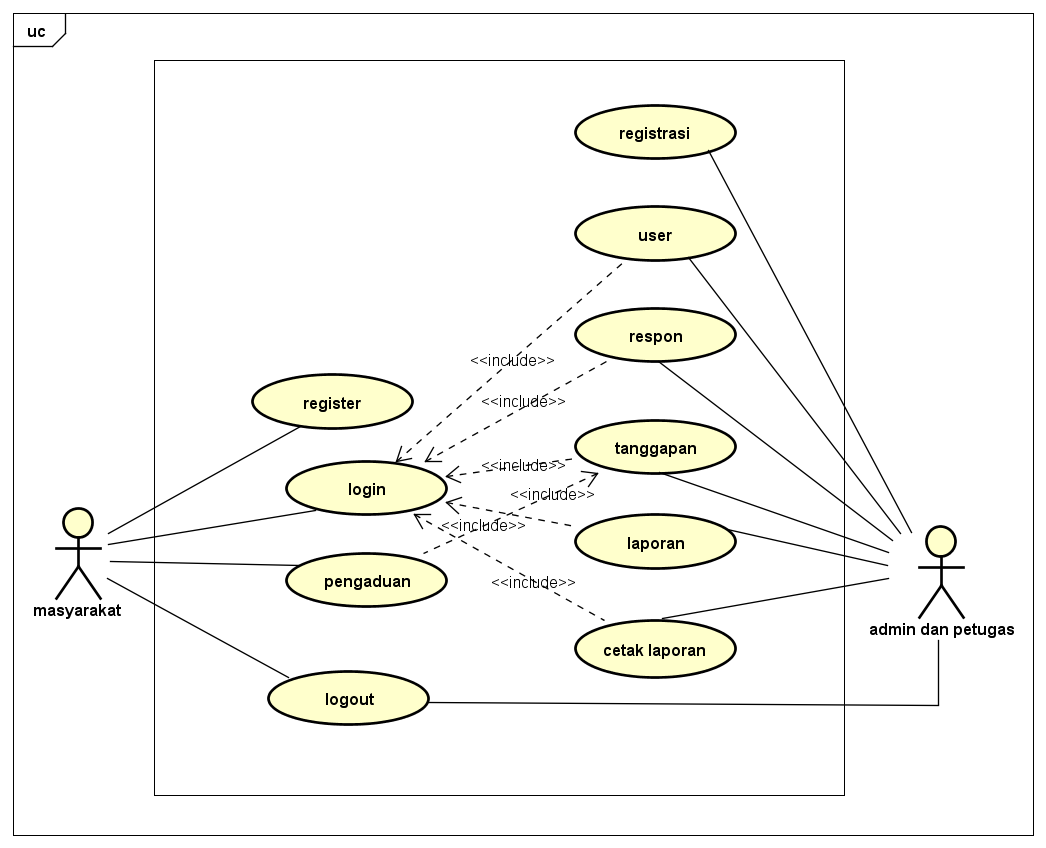 uc
registrasi
user
respon
<<include>>
<<include>>
register
tanggapan
<<include>>
login
<<include>>
<<include>>
laporan
pengaduan
<<include>>
masyarakat
admin dan petugas
cetak laporan
logout